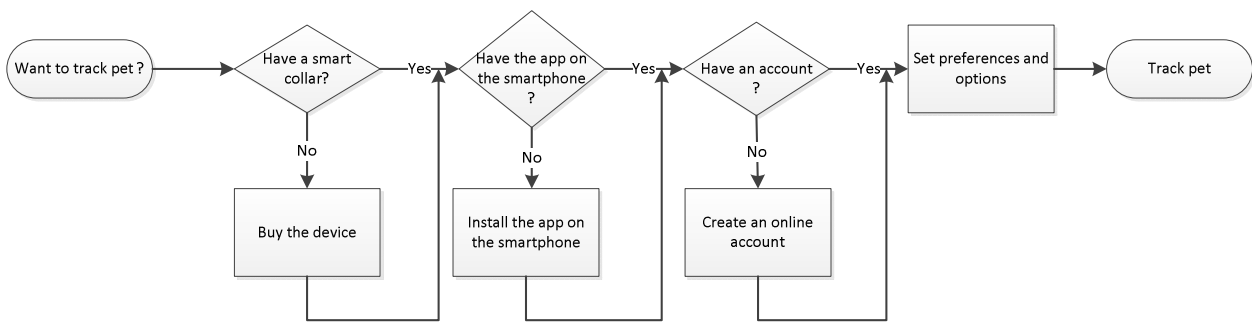 Want to track pet ?
Have a smart
collar?
Yes
No
Buy the device
Have the app on
the smartphone
?
Yes
No
Install the app on
the smartphone
Have an account
?
Yes
No
Create an online
account
Set preferences and
options
Track pet